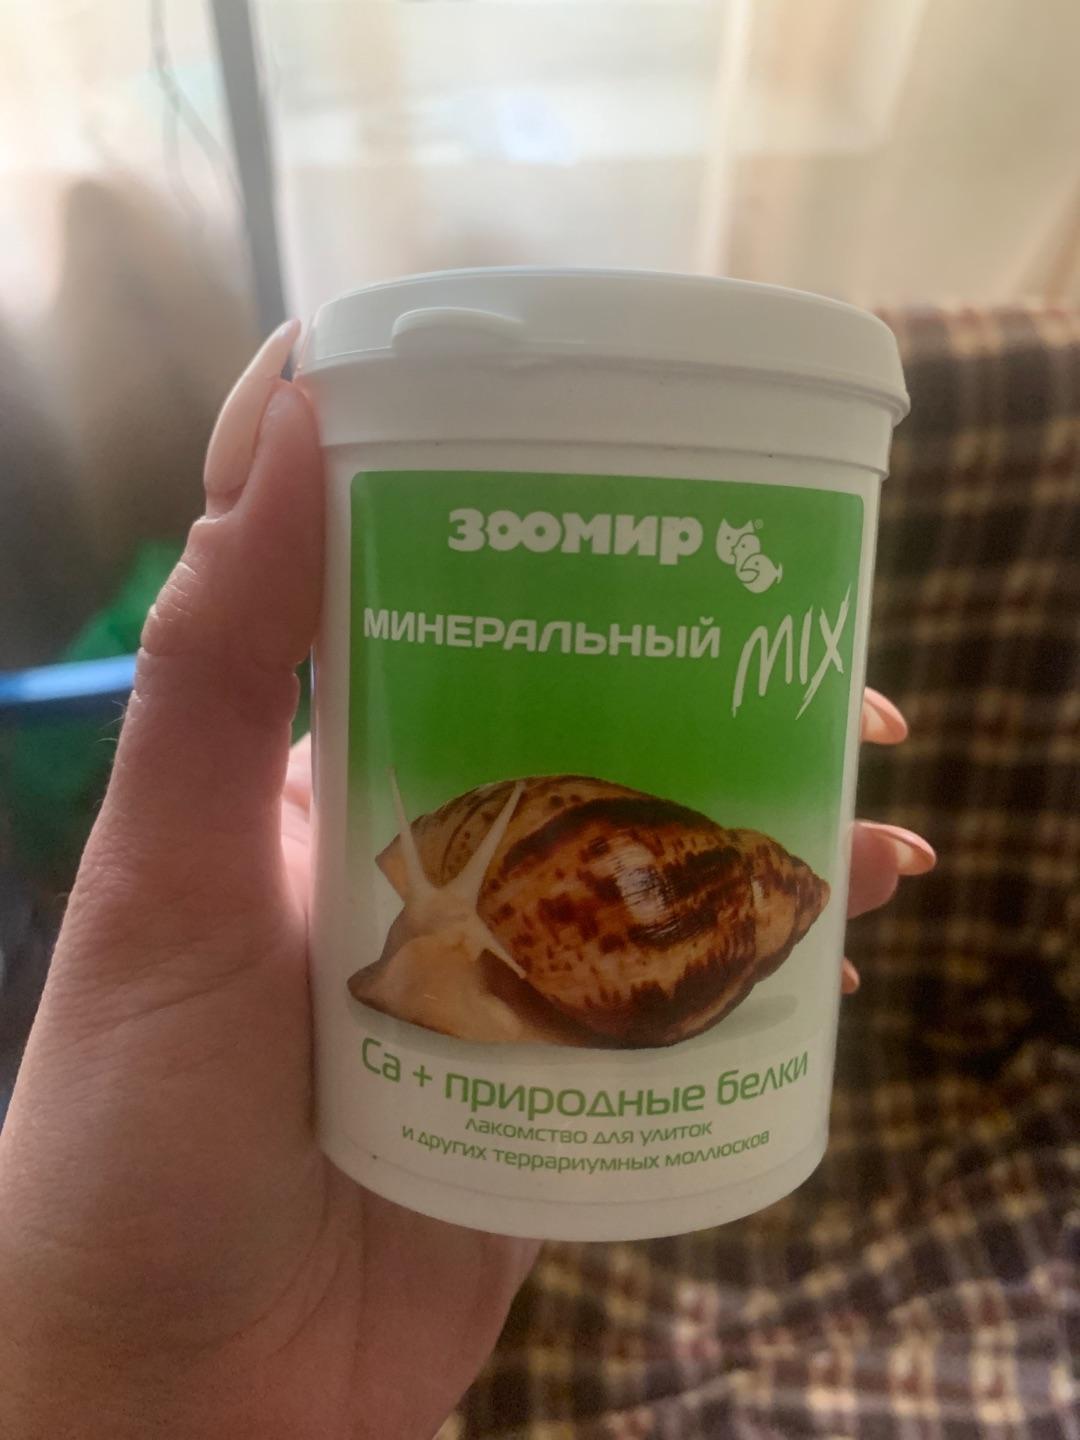 ЗООМИР ®
МИНЕРАЛЬНЫЙ MIX
Ca + природные белки
лакомство для улиток
и других террариумных моллюсков